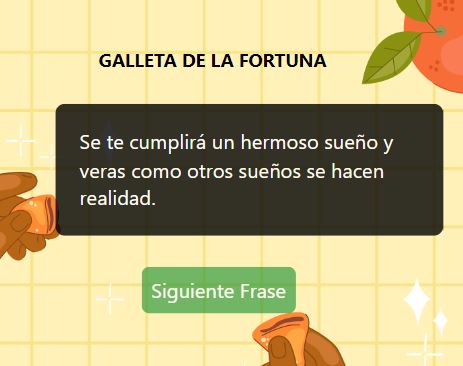 GALLETA DE LA FORTUNA
Se te cumplirá un hermoso sueño y
veras como otros sueños se hacen
realidad.
Siguiente Frase